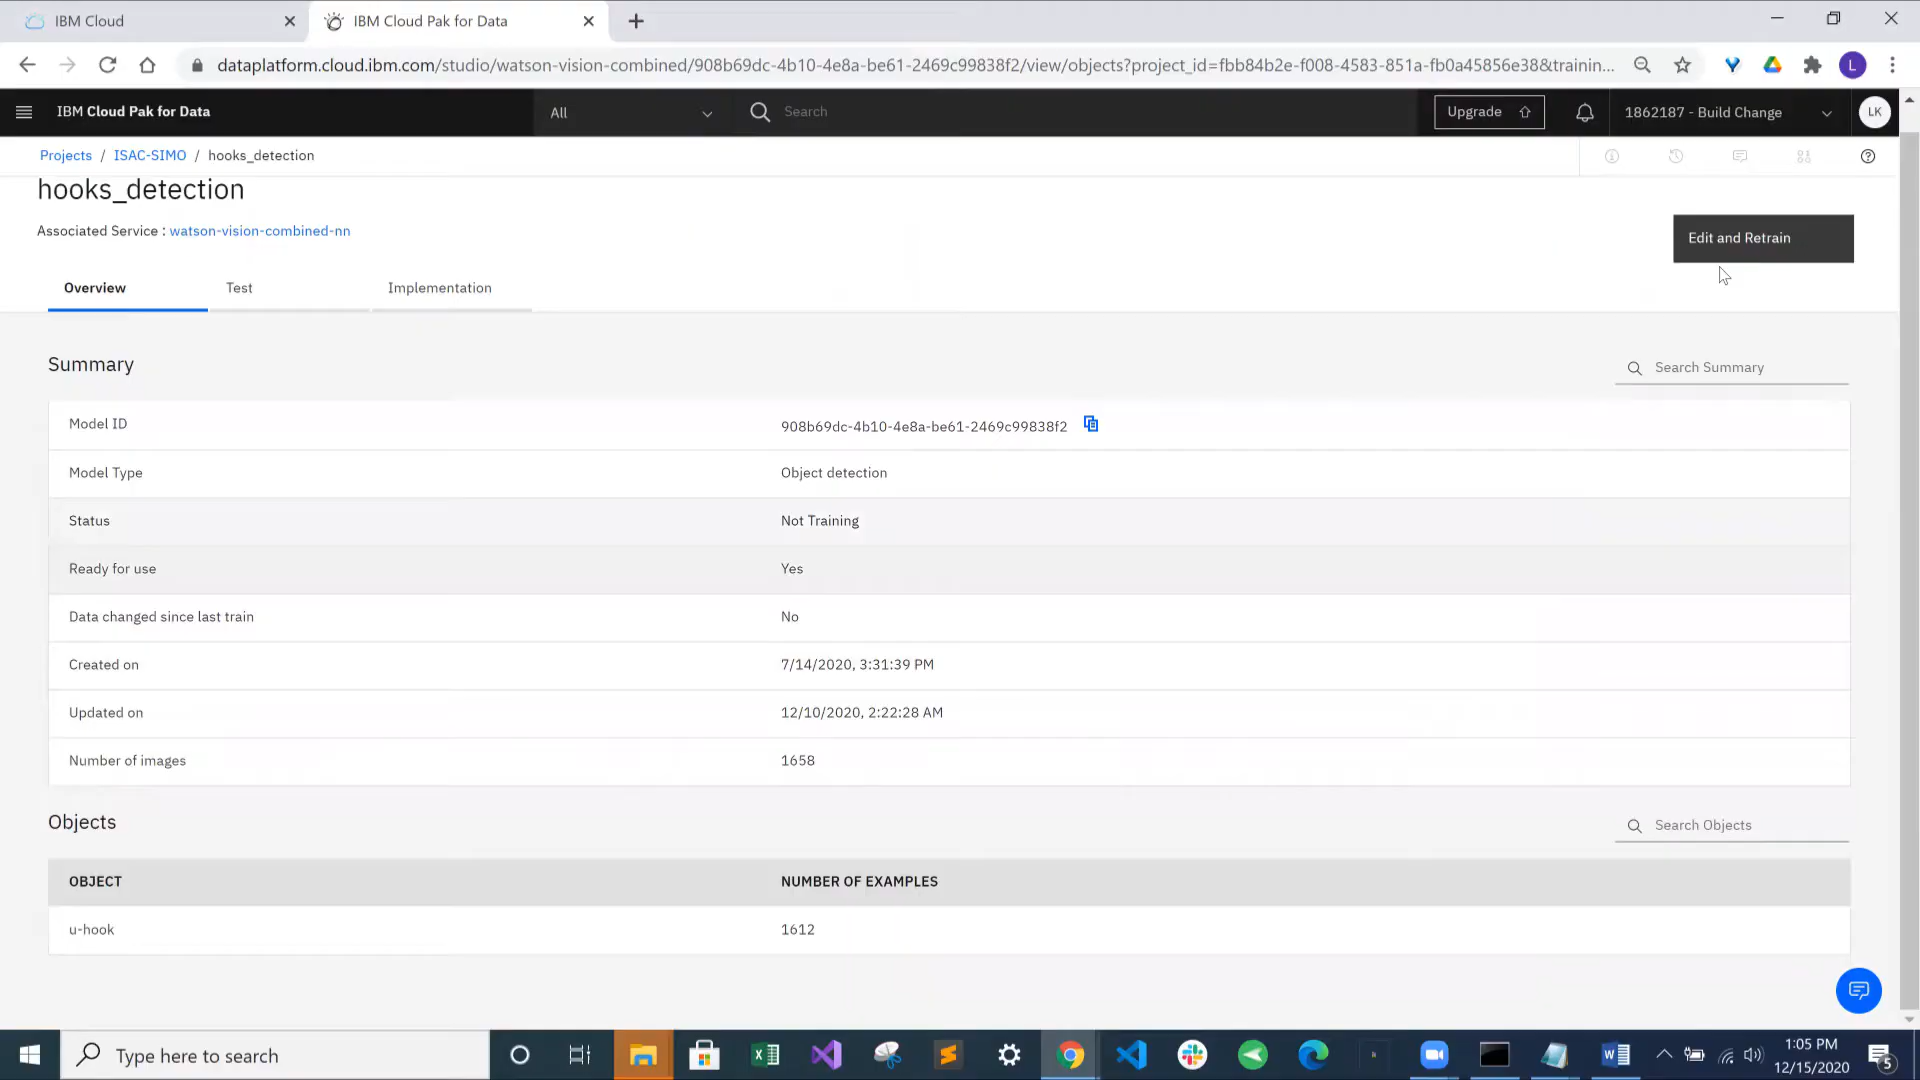 IBM Cloud
IBM Cloud Pak for Data
dataplatform.cloud.ibm.com/studio/watson-vision-combined/908b69dc-4b10-4e8a-be61-2469c99838f2/view/objects?project_id=fbb84b2e-f008-4583-851a-fb0a45856e38&trainin...
L
IBM Cloud Pak for Data
All
Search
Upgrade
1862187 - Build Change
LK
Projects / ISAC-SIMO / hooks_detection
hooks_detection
Associated Service : watson-vision-combined-nn
Edit and Retrain
Overview
Test
Implementation
Summary
Search Summary
Model ID
908b69dc-4b10-4e8a-be61-2469c99838f2
Model Type
Object detection
Status
Not Training
Ready for use
Yes
Data changed since last train
No
Created on
7/14/2020, 3:31:39 PM
Updated on
12/10/2020, 2:22:28 AM
Number of images
1658
Objects
Search Objects
OBJECT
NUMBER OF EXAMPLES
u-hook
1612
Type here to search
1:05 PM
12/15/2020
5